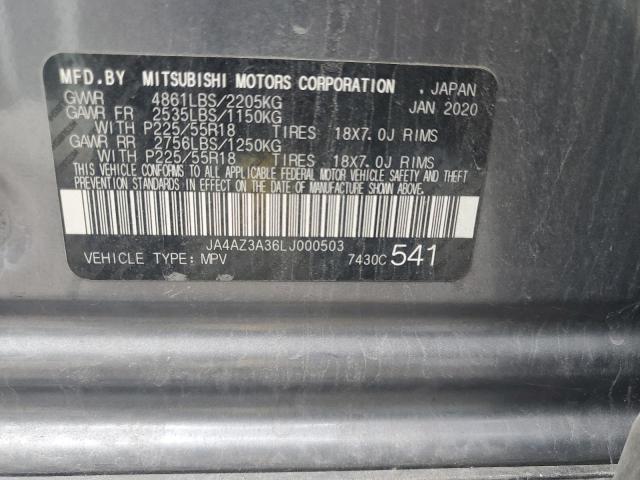 MFD.BY MITSUBISHI MOTORS CORPORATION . JAPAN
GVWR 4861LBS/2205KG JAN 2020
GAWR FR 2535LBS/1150KG
WITH P225/55R18 TIRES 18X7.0J RIMS
GAWR RR 2756LBS/1250KG
WITH P225/55R18 TIRES 18X7.0J RIMS
THIS VEHICLE CONFORMS TO ALL APPLICABLE FEDERAL MOTOR VEHICLE SAFETY AND THEFT
PREVENTION STANDARDS IN EFFECT ON THE DATE OF MANUFACTURE SHOWN ABOVE.
JA4AZ3A36LJ000503
VEHICLE TYPE: MPV 7430C 541